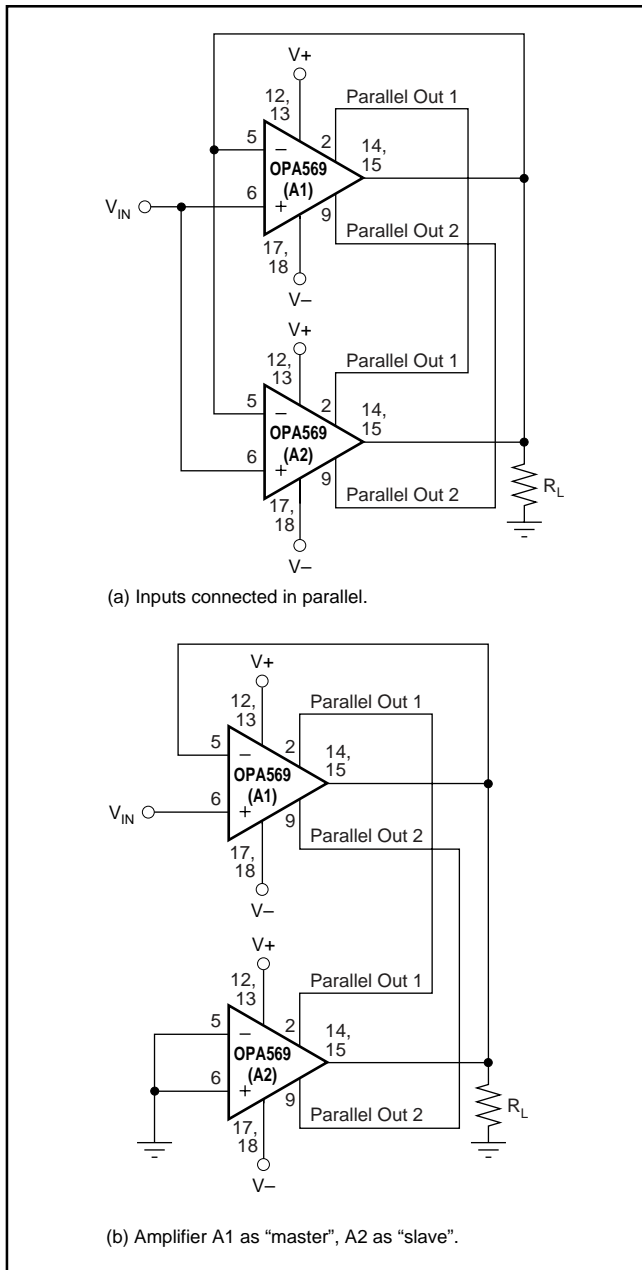 V+
12,
13
Parallel Out 1
5
−
2
14,
15
OPA569
(A1)
VIN
6
+
9
Parallel Out 2
17,
18
V−
V+
12,
13
Parallel Out 1
5
−
2
14,
15
OPA569
(A2)
6
+
9
Parallel Out 2
RL
17,
18
V−
(a) Inputs connected in parallel.
V+
12,
13
Parallel Out 1
5
−
2
14,
15
OPA569
(A1)
VIN
6
+
9
Parallel Out 2
17,
18
V−
V+
12,
13
Parallel Out 1
5
−
2
14,
15
OPA569
(A2)
6
+
9
Parallel Out 2
RL
17,
18
V−
(b) Amplifier A1 as “master”, A2 as “slave”.